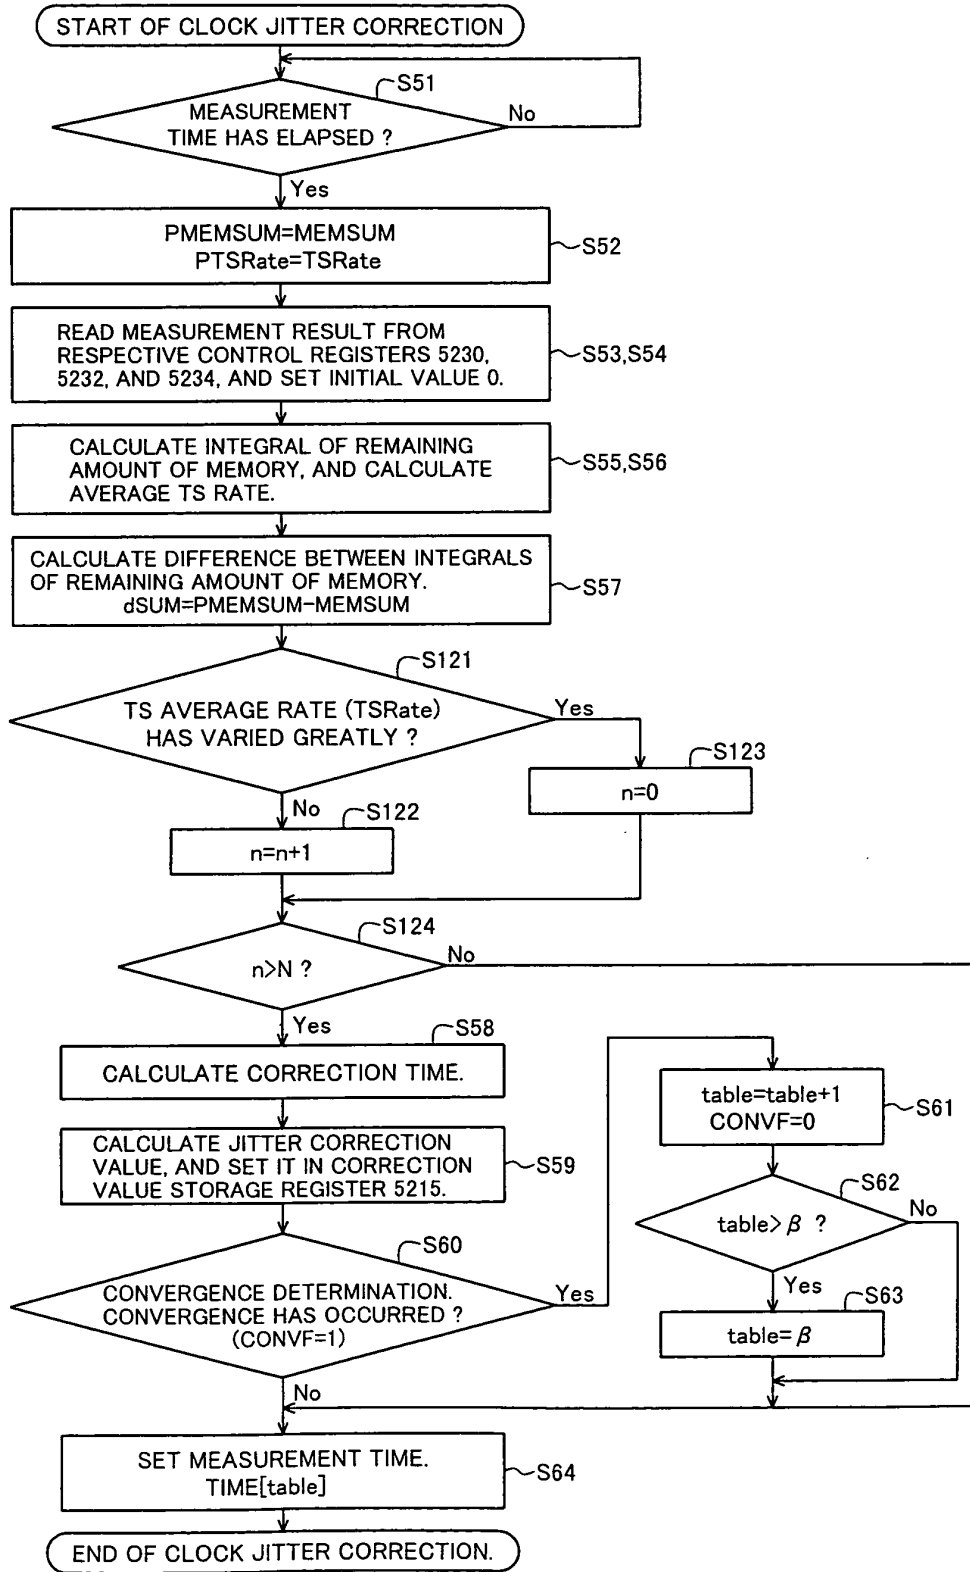 START OF CLOCK JITTER CORRECTION
S51
MEASUREMENT
TIME HAS ELAPSED ?
No
Yes
PMEMSUM=MEMSUM
PTSRate=TSRate
S52
READ MEASUREMENT RESULT FROM
RESPECTIVE CONTROL REGISTERS 5230,
5232, AND 5234, AND SET INITIAL VALUE 0.
S53,S54
CALCULATE INTEGRAL OF REMAINING
AMOUNT OF MEMORY, AND CALCULATE
AVERAGE TS RATE.
S55,S56
CALCULATE DIFFERENCE BETWEEN INTEGRALS
OF REMAINING AMOUNT OF MEMORY.
dSUM=PMEMSUM-MEMSUM
S57
S121
TS AVERAGE RATE (TSRate)
HAS VARIED GREATLY ?
Yes
S123
n=0
No
S122
n=n+1
S124
n>N ?
No
Yes
S58
CALCULATE CORRECTION TIME.
CALCULATE JITTER CORRECTION
VALUE, AND SET IT IN CORRECTION
VALUE STORAGE REGISTER 5215.
S59
S60
CONVERGENCE DETERMINATION.
CONVERGENCE HAS OCCURRED ?
(CONVF=1)
Yes
No
table=table+1
CONVF=0
S61
S62
table>β ?
No
Yes
S63
table=β
SET MEASUREMENT TIME.
TIME[table]
S64
END OF CLOCK JITTER CORRECTION.